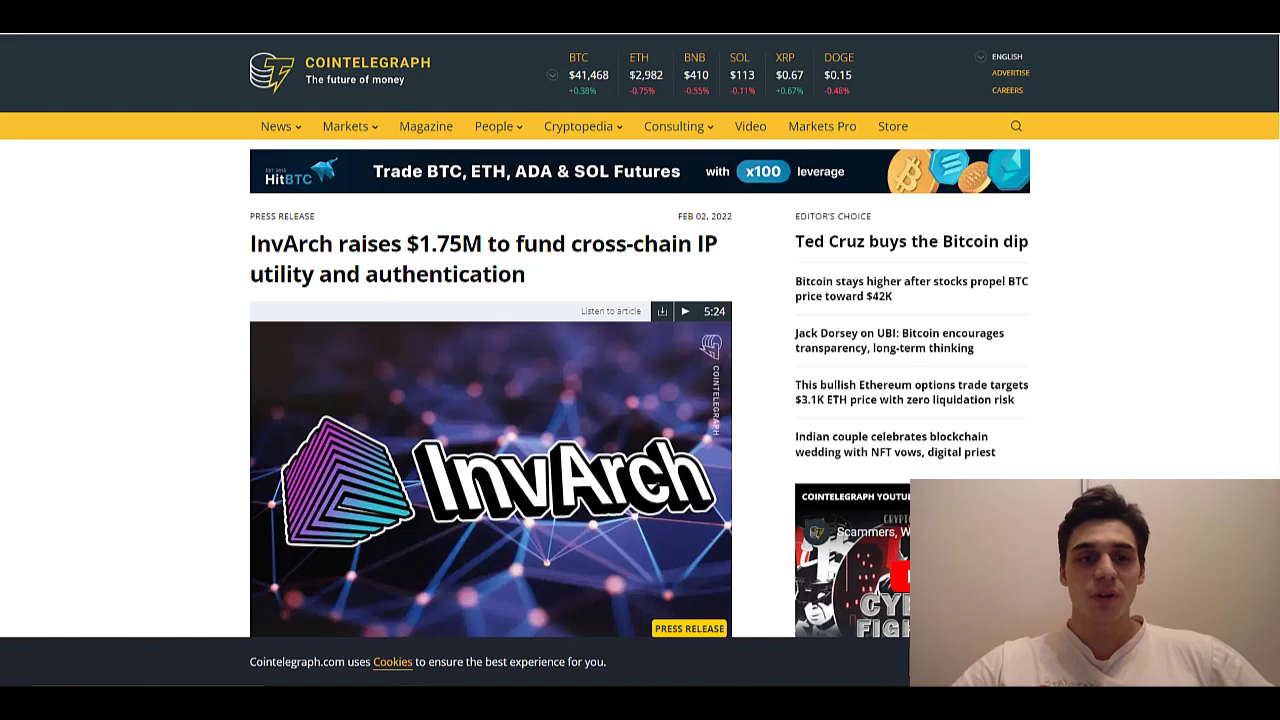 COINTELEGRAPH
The future of money
BTC ETH BNB SOL XRP DOGE
$41,468 $2,982 $410 $113 $0.67 $0.15
+0.38% -0.75% -0.55% -0.11% +0.67% -0.48%
ENGLISH
ADVERTISE
CAREERS
News Markets Magazine People Cryptopedia Consulting Video Markets Pro Store
HitBTC Trade BTC, ETH, ADA & SOL Futures with x100 leverage
PRESS RELEASE FEB 02, 2022
InvArch raises $1.75M to fund cross-chain IP
utility and authentication
Listen to article 5:24
COINTELEGRAPH
InvArch
PRESS RELEASE
EDITOR'S CHOICE
Ted Cruz buys the Bitcoin dip
Bitcoin stays higher after stocks propel BTC
price toward $42K
Jack Dorsey on UBI: Bitcoin encourages
transparency, long-term thinking
This bullish Ethereum options trade targets
$3.1K ETH price with zero liquidation risk
Indian couple celebrates blockchain
wedding with NFT vows, digital priest
COINTELEGRAPH YOUTU
Scammers, W
CY
FIGH
Cointelegraph.com uses Cookies to ensure the best experience for you.